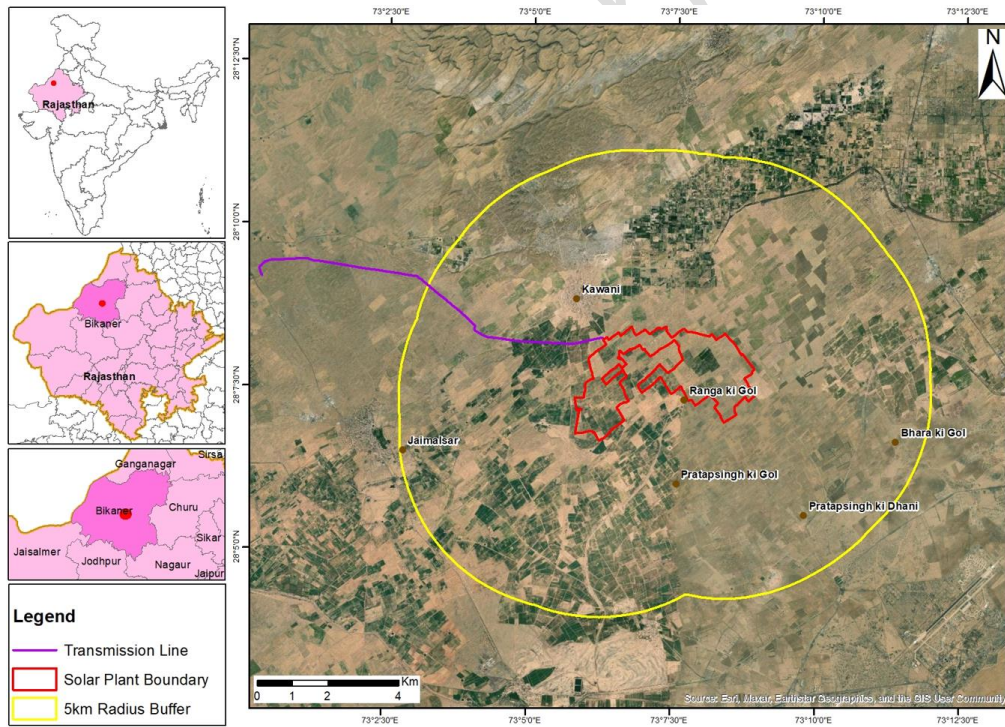 Rajasthan
Bikaner
Rajasthan
Sirsa
Ganganagar
Bikaner
Churu
Sikar
Jaisalmer
Jodhpur
Nagaur
Jaipur
Legend
Transmission Line
Solar Plant Boundary
5km Radius Buffer
73°2'30"E 73°5'0"E 73°7'30"E 73°10'0"E 73°12'30"E
28°12'30"N
28°10'0"N
28°7'30"N
28°5'0"N
N
Kawani
Ranga ki Gol
Jaimalsar
Bhara ki Gol
Pratapsingh ki Gol
Pratapsingh ki Dhani
Km
0 1 2 4
Source: Esri, Maxar, Earthstar Geographics, and the GIS User Community
73°2'30"E 73°5'0"E 73°7'30"E 73°10'0"E 73°12'30"E